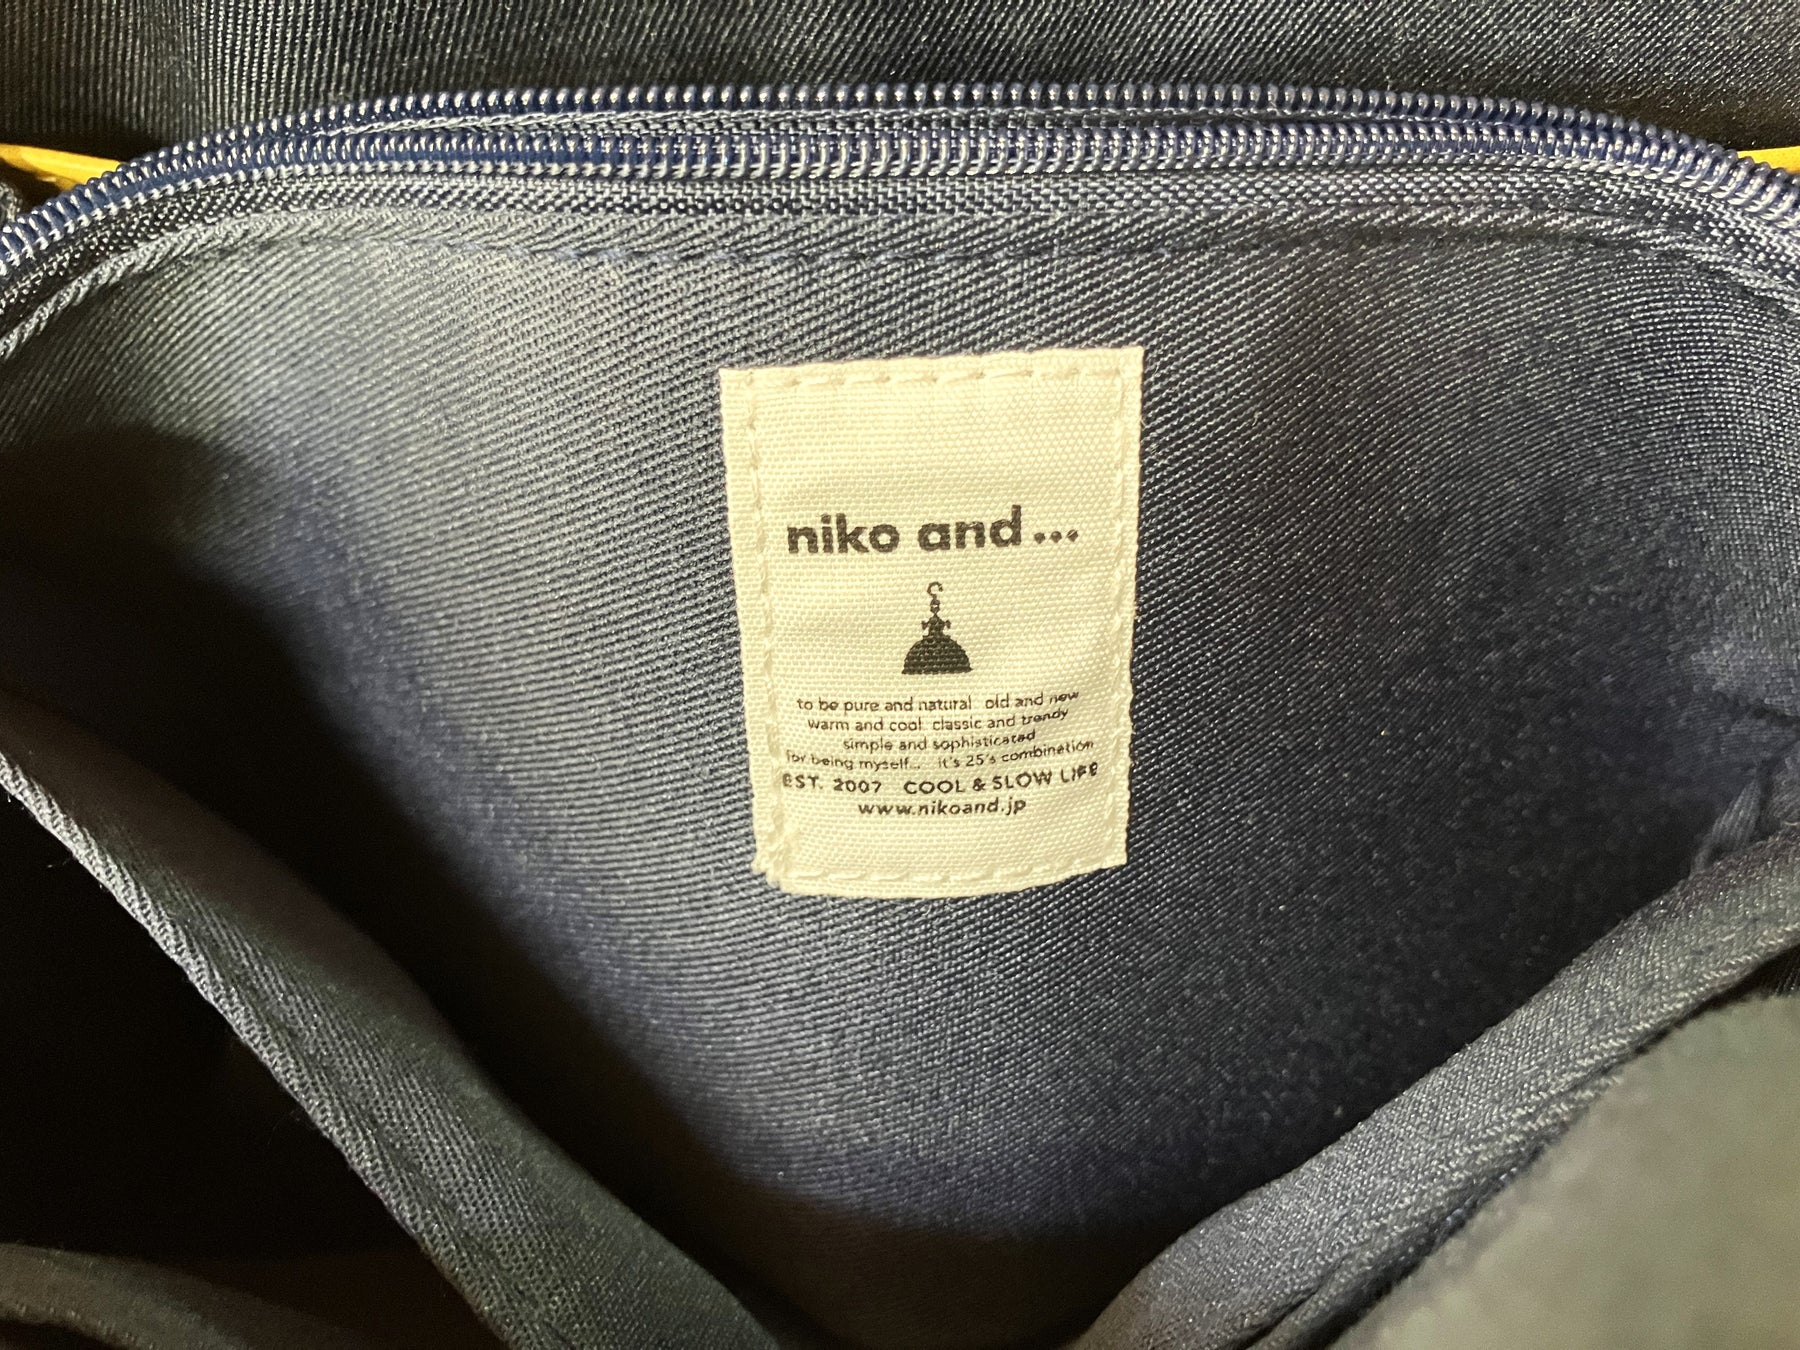 niko and...
to be pure and natural old and new
warm and cool classic and trendy
simple and sophisticated
for being myself... it's 25's combination
EST. 2007 COOL & SLOW LIFE
www.nikoand.jp